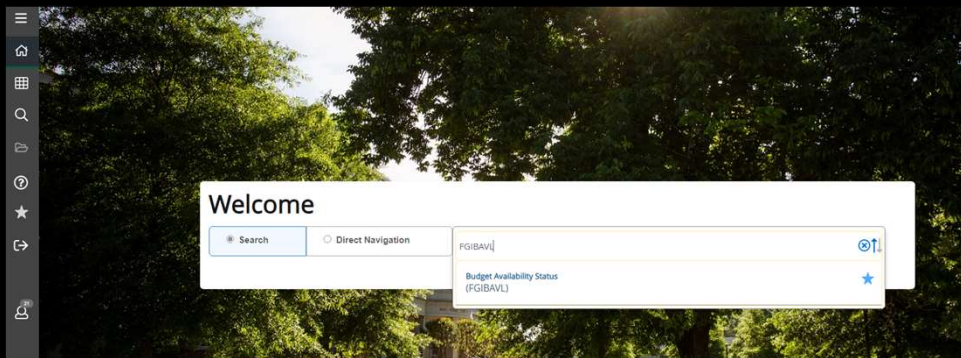 Welcome
Search
Direct Navigation
FGIBAVL
Budget Availability Status
(FGIBAVL)